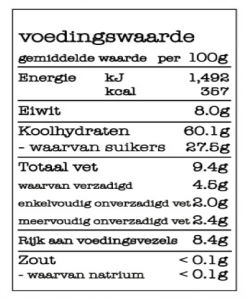 voedingswaarde
gemiddelde waarde per 100g
Energie kJ 1,492
kcal 357
Eiwit 8.0g
Koolhydraten 60.1g
- waarvan suikers 27.5g
Totaal vet 9.4g
waarvan verzadigd 4.5g
enkelvoudig onverzadigd vet 2.0g
meervoudig onverzadigd vet 2.4g
Rijk aan voedingsvezels 8.4g
Zout < 0.1g
- waarvan natrium < 0.1g